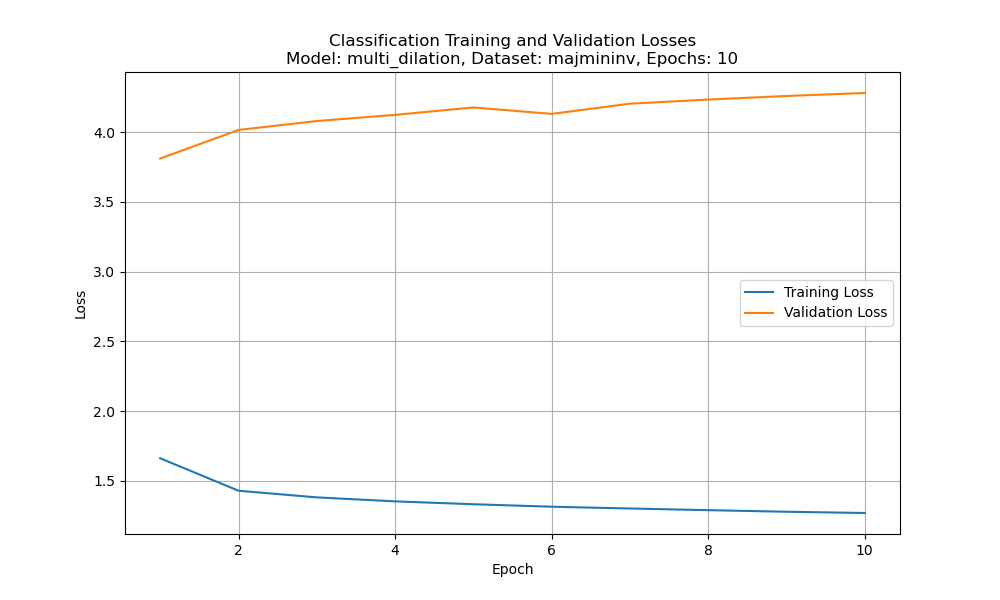 Classification Training and Validation Losses
Model: multi_dilation, Dataset: majmininv, Epochs: 10
4.0
3.5
3.0
2.5
2.0
1.5
Loss
Training Loss
Validation Loss
2
4
6
8
10
Epoch